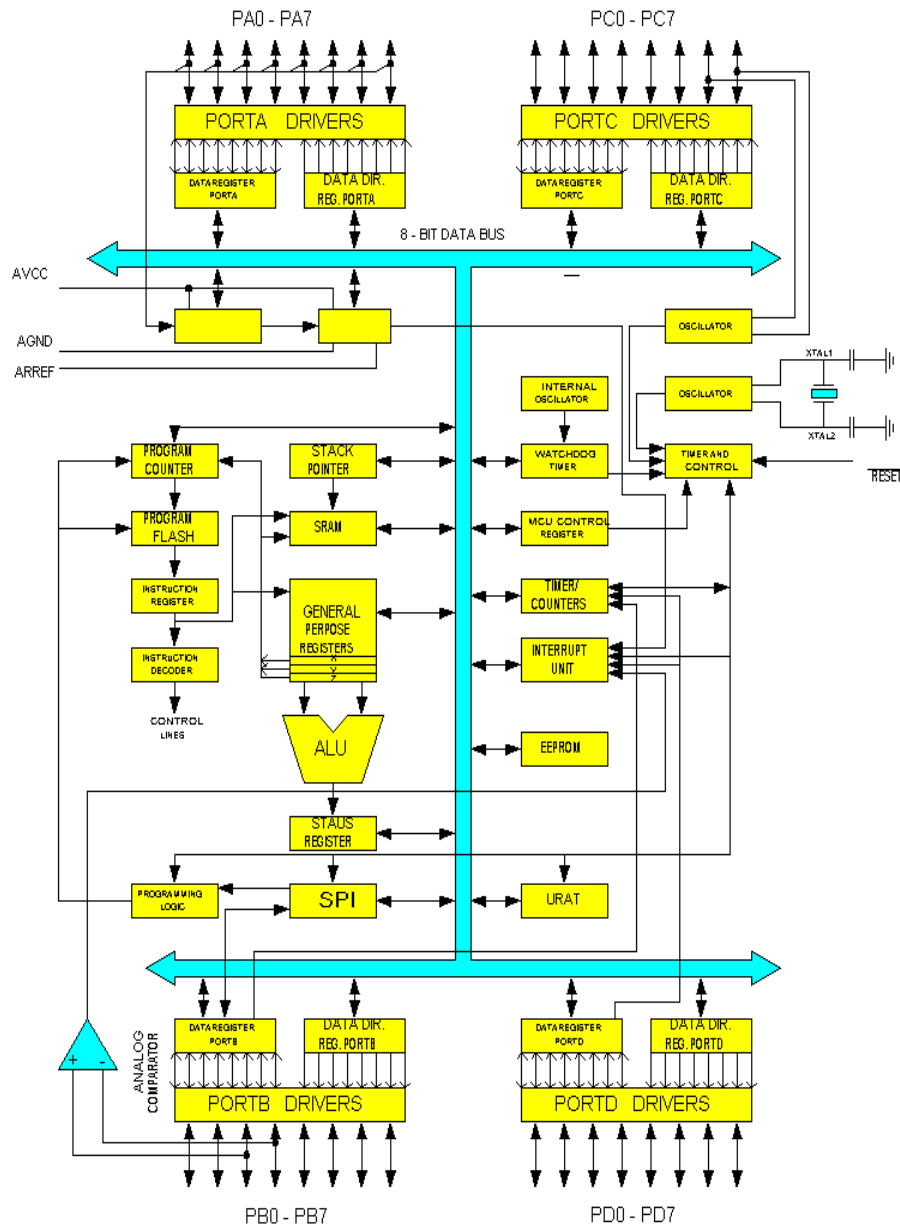 PA0 - PA7
PC0 - PC7
PORTA DRIVERS
PORTC DRIVERS
DATAREGISTER
PORTA
DATA DIR.
REG. PORTA
DATAREGISTER
PORTC
DATA DIR.
REG. PORTC
8 - BIT DATA BUS
AVCC
AGND
ARREF
OSCILLATOR
XTAL1
INTERNAL
OSCILLATOR
OSCILLATOR
XTAL2
PROGRAM
COUNTER
STACK
POINTER
WATCHDOG
TIMER
TIMER AND
CONTROL
RESET
PROGRAM
FLASH
SRAM
MCU CONTROL
REGISTER
INSTRUCTION
REGISTER
GENERAL
PERPOSE
REGISTERS
X
Y
Z
TIMER/
COUNTERS
INSTRUCTION
DECODER
INTERRUPT
UNIT
CONTROL
LINES
ALU
EEPROM
STAUS
REGISTER
PROGRAMMING
LOGIC
SPI
URAT
ANALOG
COMPARATOR
+ -
DATAREGISTER
PORTB
DATA DIR.
REG. PORTB
DATAREGISTER
PORTD
DATA DIR.
REG. PORTD
PORTB DRIVERS
PORTD DRIVERS
PB0 - PB7
PD0 - PD7